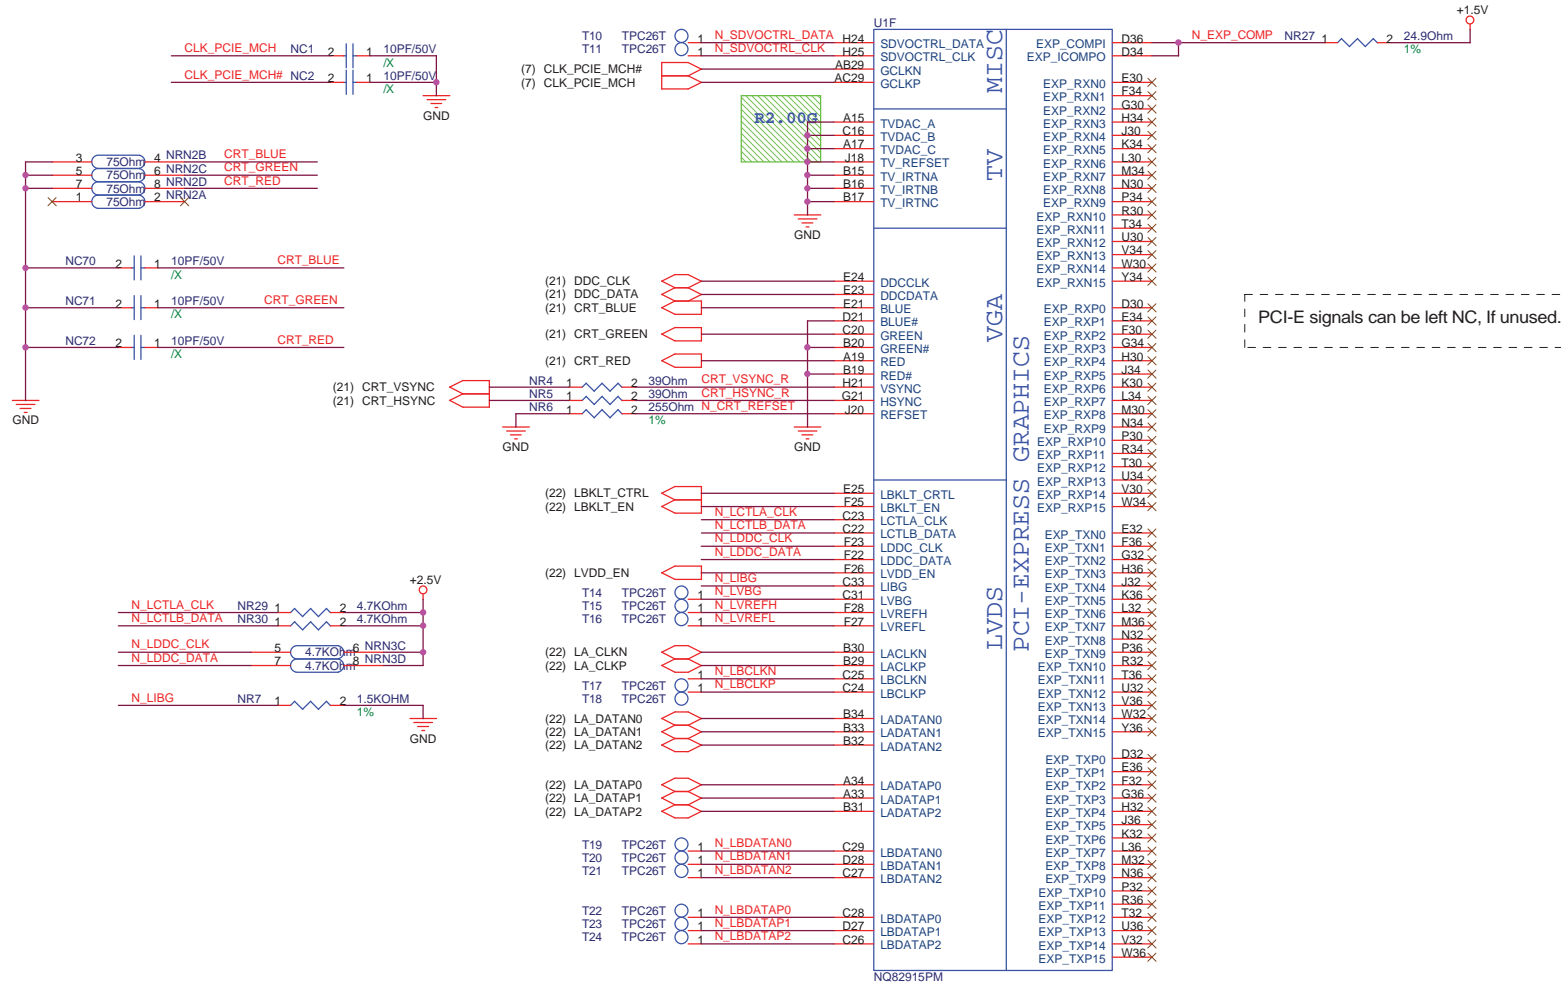 CLK_PCIE_MCH NC1 2 1 10PF/50V
/X
CLK_PCIE_MCH# NC2 2 1 10PF/50V
/X
GND
3 75Ohm 4 NRN2B CRT_BLUE
5 75Ohm 6 NRN2C CRT_GREEN
7 75Ohm 8 NRN2D CRT_RED
1 75Ohm 2 NRN2A
NC70 2 1 10PF/50V CRT_BLUE
/X
NC71 2 1 10PF/50V CRT_GREEN
/X
NC72 2 1 10PF/50V CRT_RED
/X
GND
+2.5V
N_LCTLA_CLK NR29 1 2 4.7KOhm
N_LCTLB_DATA NR30 1 2 4.7KOhm
N_LDDC_CLK 5 4.7KOhm 6 NRN3C
N_LDDC_DATA 7 4.7KOhm 8 NRN3D
N_LIBG NR7 1 2 1.5KOHM
1%
GND
U1F
T10 TPC26T 1 N_SDVOCTRL_DATA H24 SDVOCTRL_DATA
T11 TPC26T 1 N_SDVOCTRL_CLK H25 SDVOCTRL_CLK
(7) CLK_PCIE_MCH# AB29 GCLKN
(7) CLK_PCIE_MCH AC29 GCLKP
MISC
R2.00G
A15 TVDAC_A
C16 TVDAC_B
A17 TVDAC_C
J18 TV_REFSET
B15 TV_IRTNA
B16 TV_IRTNB
B17 TV_IRTNC
GND
TV
(21) DDC_CLK E24 DDCCLK
(21) DDC_DATA E23 DDCDATA
(21) CRT_BLUE E21 BLUE
D21 BLUE#
(21) CRT_GREEN C20 GREEN
B20 GREEN#
(21) CRT_RED A19 RED
B19 RED#
(21) CRT_VSYNC NR4 1 2 39Ohm CRT_VSYNC_R H21 VSYNC
(21) CRT_HSYNC NR5 1 2 39Ohm CRT_HSYNC_R G21 HSYNC
NR6 1 2 255Ohm N_CRT_REFSET J20 REFSET
1%
GND
GND
VGA
(22) LBKLT_CTRL E25 LBKLT_CRTL
(22) LBKLT_EN F25 LBKLT_EN
N_LCTLA_CLK C23 LCTLA_CLK
N_LCTLB_DATA C22 LCTLB_DATA
N_LDDC_CLK F23 LDDC_CLK
N_LDDC_DATA F22 LDDC_DATA
(22) LVDD_EN F26 LVDD_EN
N_LIBG C33 LIBG
T14 TPC26T 1 N_LVBG C31 LVBG
T15 TPC26T 1 N_LVREFH F28 LVREFH
T16 TPC26T 1 N_LVREFL F27 LVREFL
(22) LA_CLKN B30 LACLKN
(22) LA_CLKP B29 LACLKP
T17 TPC26T 1 N_LBCLKN C25 LBCLKN
T18 TPC26T 1 N_LBCLKP C24 LBCLKP
(22) LA_DATAN0 B34 LADATAN0
(22) LA_DATAN1 B33 LADATAN1
(22) LA_DATAN2 B32 LADATAN2
(22) LA_DATAP0 A34 LADATAP0
(22) LA_DATAP1 A33 LADATAP1
(22) LA_DATAP2 B31 LADATAP2
T19 TPC26T 1 N_LBDATAN0 C29 LBDATAN0
T20 TPC26T 1 N_LBDATAN1 D28 LBDATAN1
T21 TPC26T 1 N_LBDATAN2 C27 LBDATAN2
T22 TPC26T 1 N_LBDATAP0 C28 LBDATAP0
T23 TPC26T 1 N_LBDATAP1 D27 LBDATAP1
T24 TPC26T 1 N_LBDATAP2 C26 LBDATAP2
LVDS
PCI-EXPRESS GRAPHICS
NQ82915PM
+1.5V
EXP_COMPI D36 N_EXP_COMP NR27 1 2 24.9Ohm
1%
EXP_ICOMPO D34
EXP_RXN0 E30
EXP_RXN1 F34
EXP_RXN2 G30
EXP_RXN3 H34
EXP_RXN4 J30
EXP_RXN5 K34
EXP_RXN6 L30
EXP_RXN7 M34
EXP_RXN8 N30
EXP_RXN9 P34
EXP_RXN10 R30
EXP_RXN11 T34
EXP_RXN12 U30
EXP_RXN13 V34
EXP_RXN14 W30
EXP_RXN15 Y34
EXP_RXP0 D30
EXP_RXP1 E34
EXP_RXP2 F30
EXP_RXP3 G34
EXP_RXP4 H30
EXP_RXP5 J34
EXP_RXP6 K30
EXP_RXP7 L34
EXP_RXP8 M30
EXP_RXP9 N34
EXP_RXP10 P30
EXP_RXP11 R34
EXP_RXP12 T30
EXP_RXP13 U34
EXP_RXP14 V30
EXP_RXP15 W34
EXP_TXN0 E32
EXP_TXN1 F36
EXP_TXN2 G32
EXP_TXN3 H36
EXP_TXN4 J32
EXP_TXN5 K36
EXP_TXN6 L32
EXP_TXN7 M36
EXP_TXN8 N32
EXP_TXN9 P36
EXP_TXN10 R32
EXP_TXN11 T36
EXP_TXN12 U32
EXP_TXN13 V36
EXP_TXN14 W32
EXP_TXN15 Y36
EXP_TXP0 D32
EXP_TXP1 E36
EXP_TXP2 F32
EXP_TXP3 G36
EXP_TXP4 H32
EXP_TXP5 J36
EXP_TXP6 K32
EXP_TXP7 L36
EXP_TXP8 M32
EXP_TXP9 N36
EXP_TXP10 P32
EXP_TXP11 R36
EXP_TXP12 T32
EXP_TXP13 U36
EXP_TXP14 V32
EXP_TXP15 W36
PCI-E signals can be left NC, If unused.